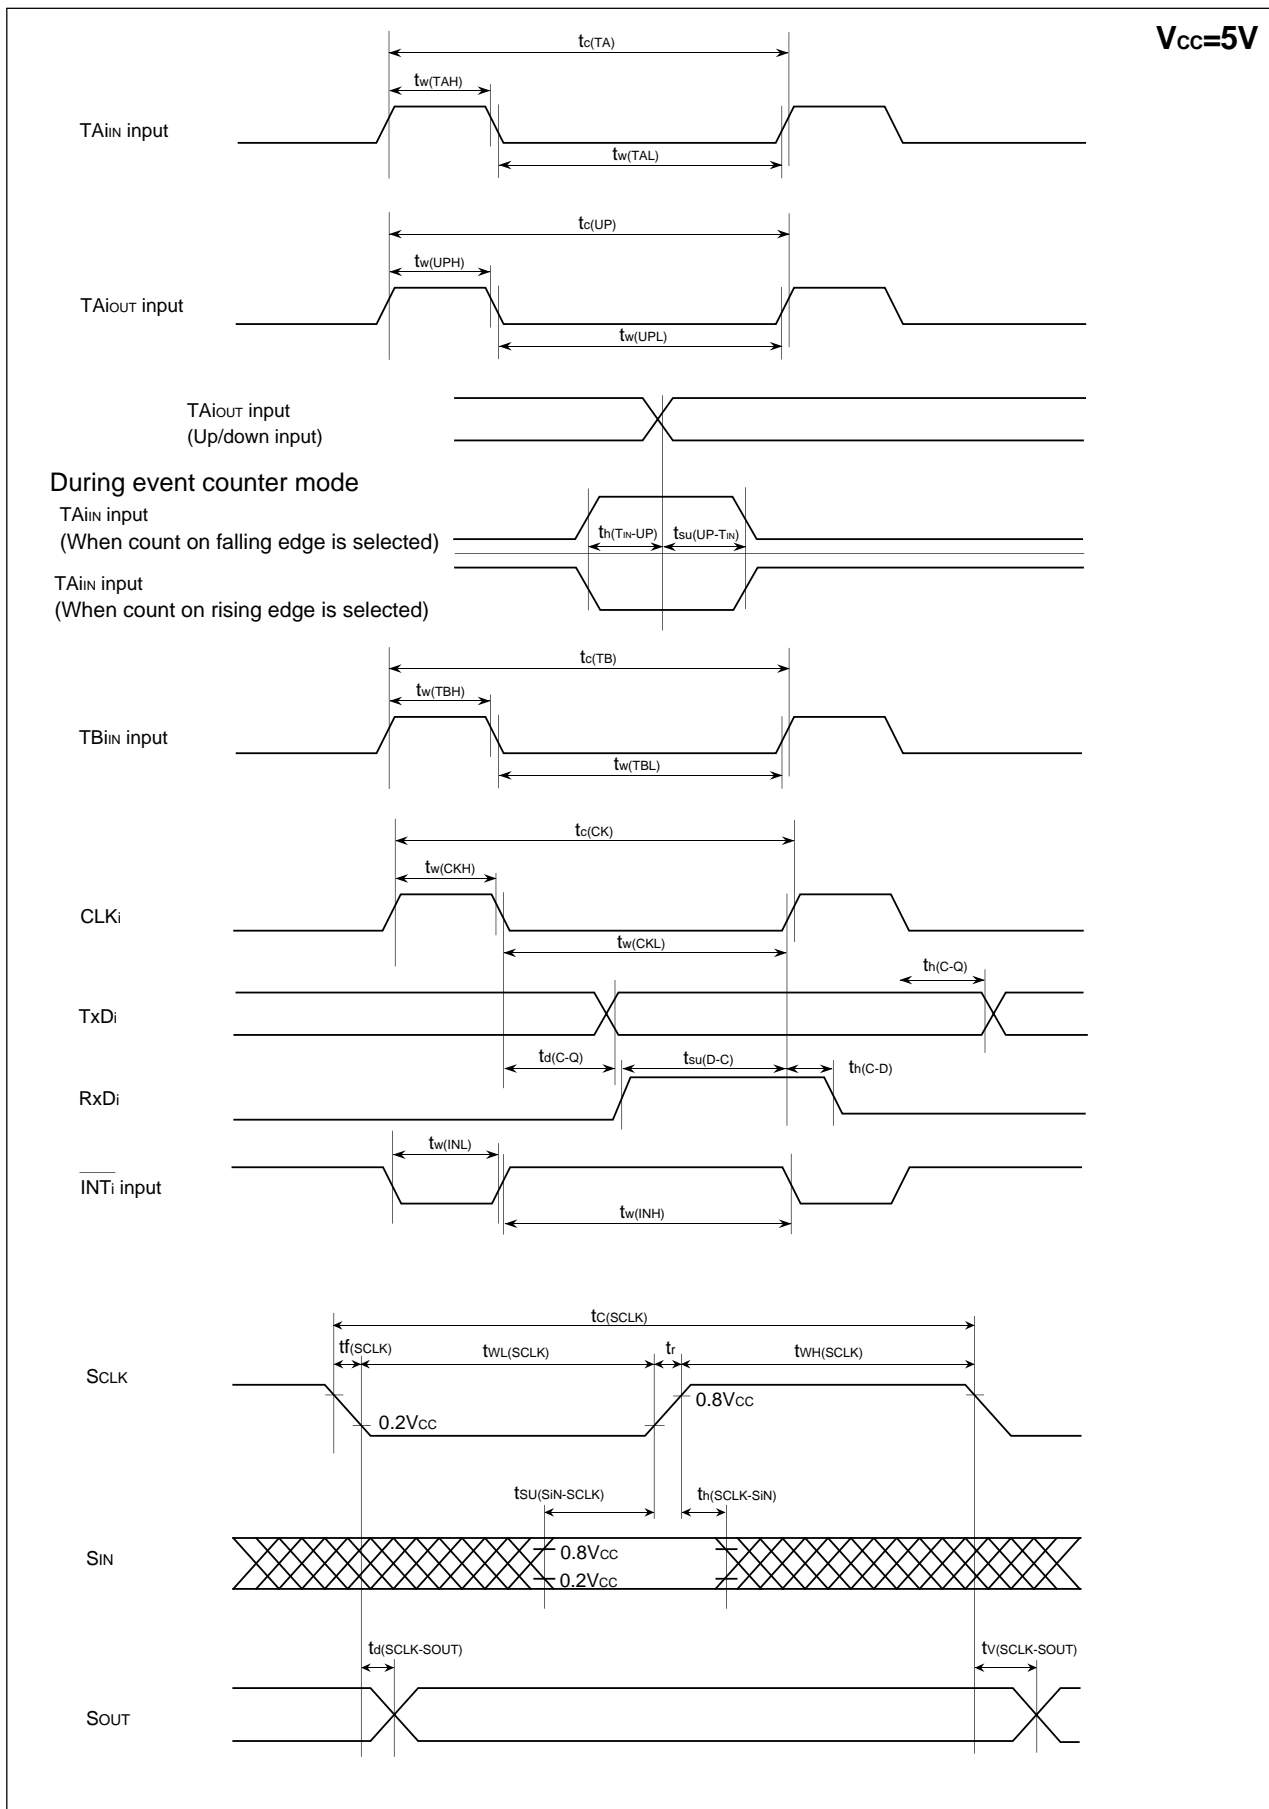 VCC=5V
tc(TA)
tw(TAH)
TAiIN input
tw(TAL)
tc(UP)
tw(UPH)
TAiOUT input
tw(UPL)
TAiOUT input
(Up/down input)
During event counter mode
TAiIN input
(When count on falling edge is selected)
th(TIN-UP) tsu(UP-TIN)
TAiIN input
(When count on rising edge is selected)
tc(TB)
tw(TBH)
TBiIN input
tw(TBL)
tc(CK)
tw(CKH)
CLKi
tw(CKL)
th(C-Q)
TxDi
td(C-Q) tsu(D-C) th(C-D)
RxDi
tw(INL)
INTi input
tw(INH)
tC(SCLK)
tf(SCLK) tWL(SCLK) tr tWH(SCLK)
SCLK
0.8VCC
0.2VCC
tSU(SiN-SCLK) th(SCLK-SiN)
SIN
0.8VCC
0.2VCC
td(SCLK-SOUT) tV(SCLK-SOUT)
SOUT